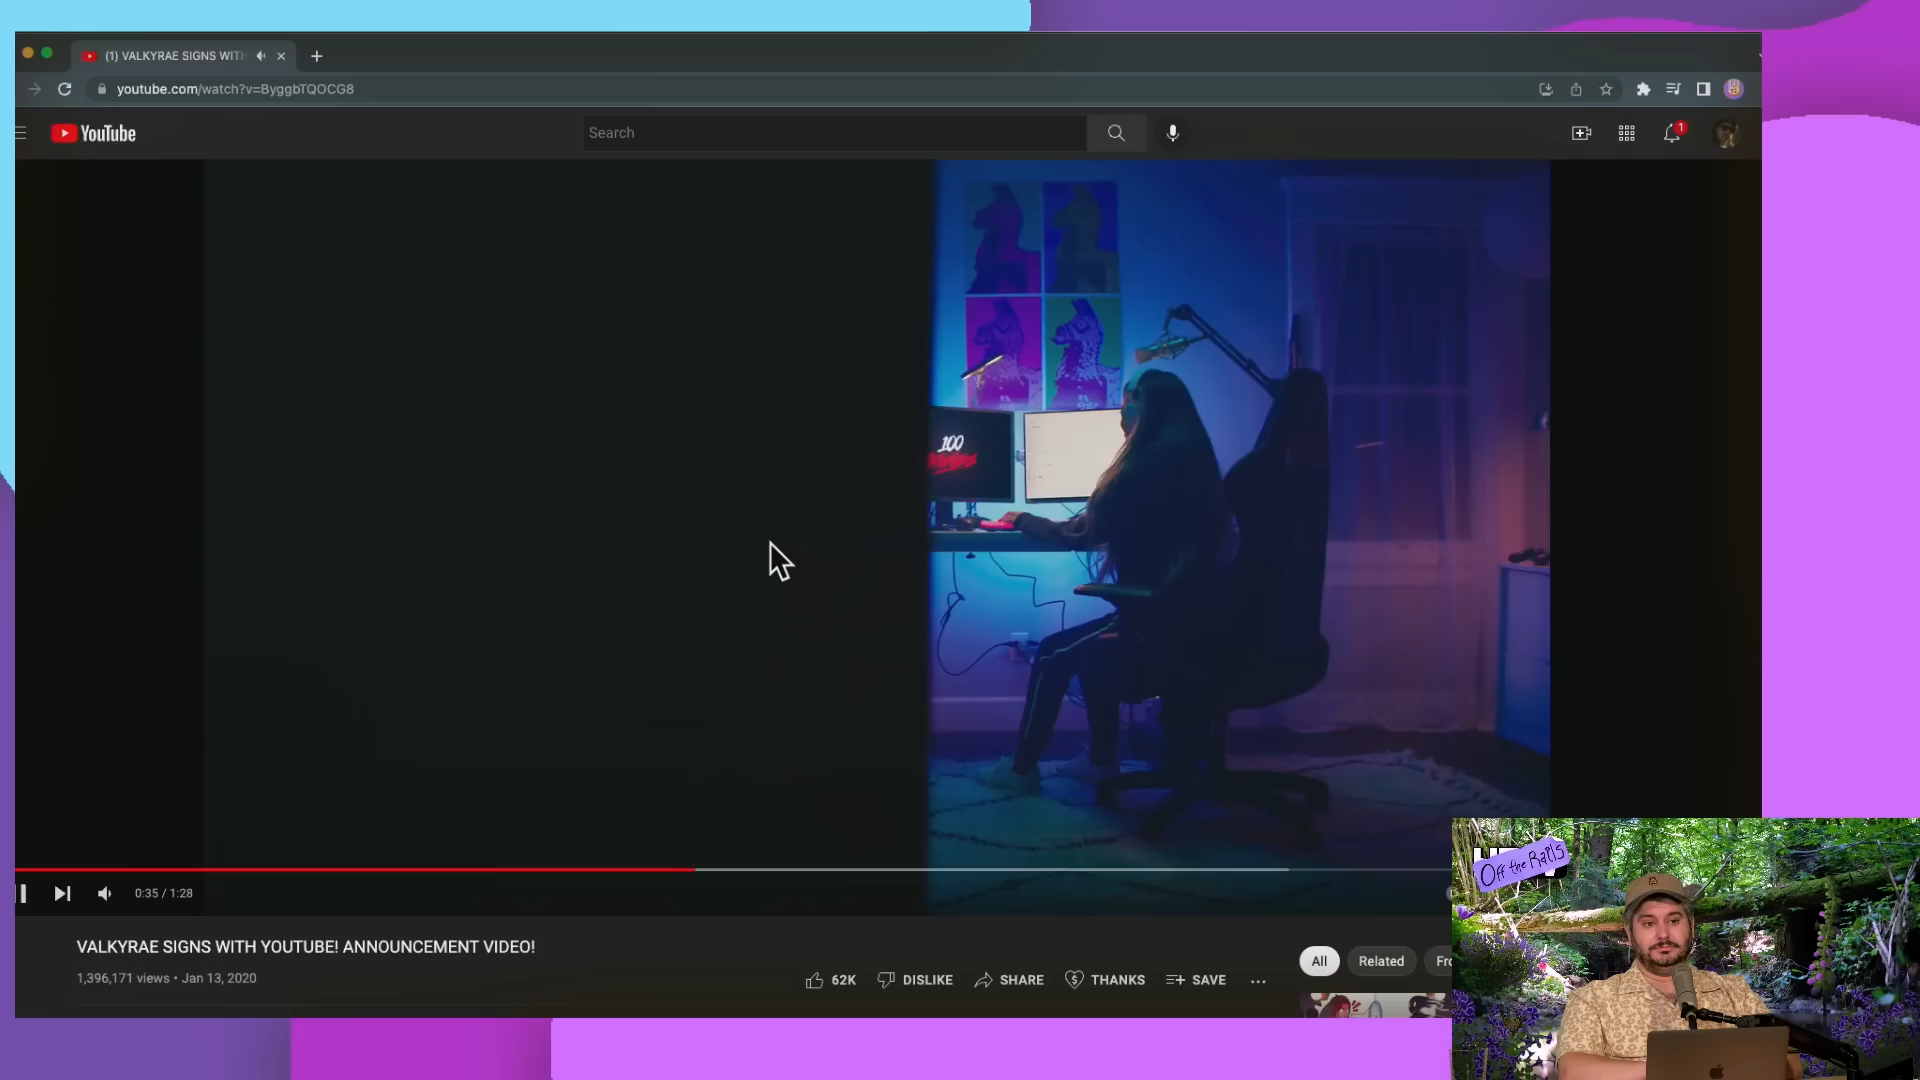 (1) VALKYRAE SIGNS WITH
youtube.com/watch?v=ByggbTQOCG8
YouTube
Search
1
100
0:35 / 1:28
VALKYRAE SIGNS WITH YOUTUBE! ANNOUNCEMENT VIDEO!
1,396,171 views • Jan 13, 2020
62K
DISLIKE
SHARE
THANKS
SAVE
All
Related
Off the Rails